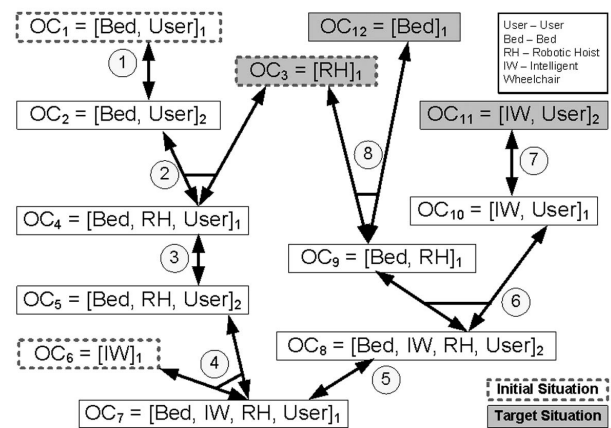 OC₁ = [Bed, User]₁
OC₁₂ = [Bed]₁
User – User
Bed – Bed
RH – Robotic Hoist
IW – Intelligent
Wheelchair
1
OC₃ = [RH]₁
OC₂ = [Bed, User]₂
OC₁₁ = [IW, User]₂
2
8
7
OC₄ = [Bed, RH, User]₁
OC₁₀ = [IW, User]₁
3
OC₉ = [Bed, RH]₁
OC₅ = [Bed, RH, User]₂
6
OC₆ = [IW]₁
4
OC₈ = [Bed, IW, RH, User]₂
5
OC₇ = [Bed, IW, RH, User]₁
Initial Situation
Target Situation